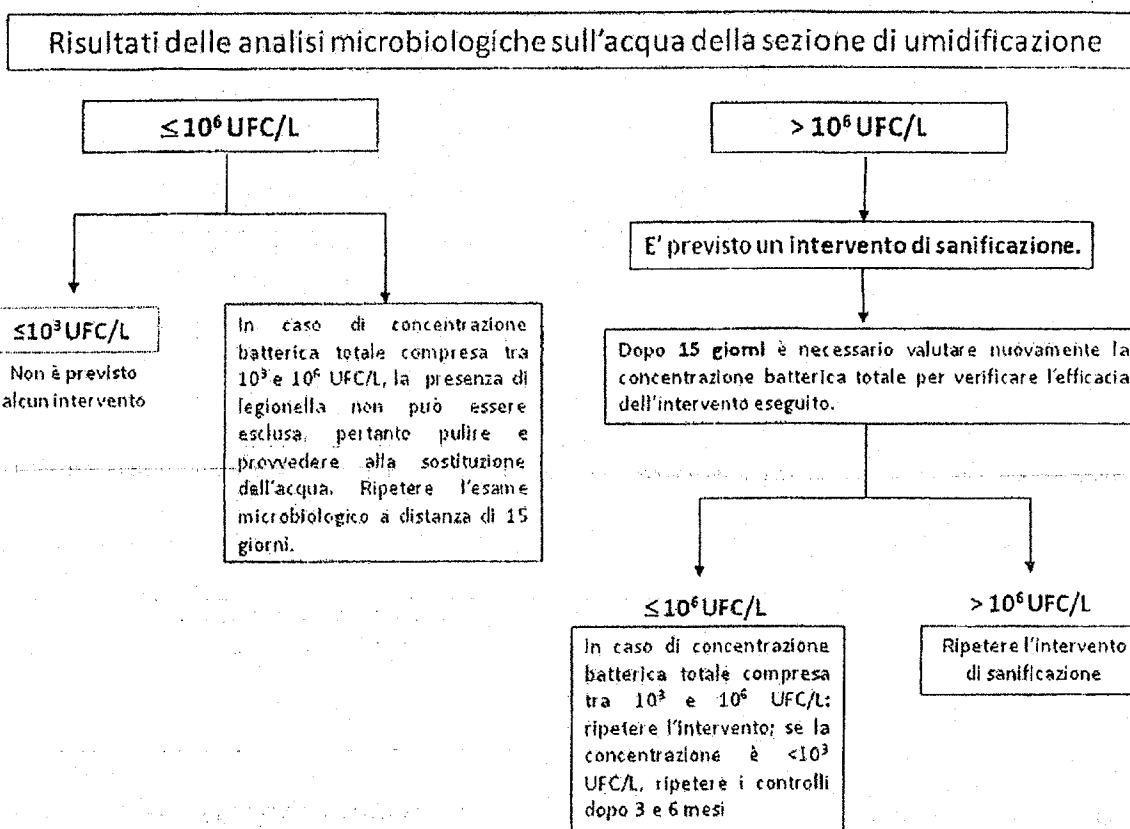 Risultati delle analisi microbiologiche sull'acqua della sezione di umidificazione
≤ 10⁶ UFC/L
> 10⁶ UFC/L
E' previsto un intervento di sanificazione.
≤10³ UFC/L
Non è previsto
alcun intervento
In caso di concentrazione
batterica totale compresa tra
10³ e 10⁶ UFC/L, la presenza di
legionella non può essere
esclusa, pertanto pulire e
provvedere alla sostituzione
dell'acqua. Ripetere l'esame
microbiologico a distanza di 15
giorni.
Dopo 15 giorni è necessario valutare nuovamente la
concentrazione batterica totale per verificare l'efficacia
dell'intervento eseguito.
≤10⁶ UFC/L
In caso di concentrazione
batterica totale compresa
tra 10³ e 10⁶ UFC/L:
ripetere l'intervento; se la
concentrazione è <10³
UFC/L, ripetere i controlli
dopo 3 e 6 mesi
> 10⁶ UFC/L
Ripetere l'intervento
di sanificazione